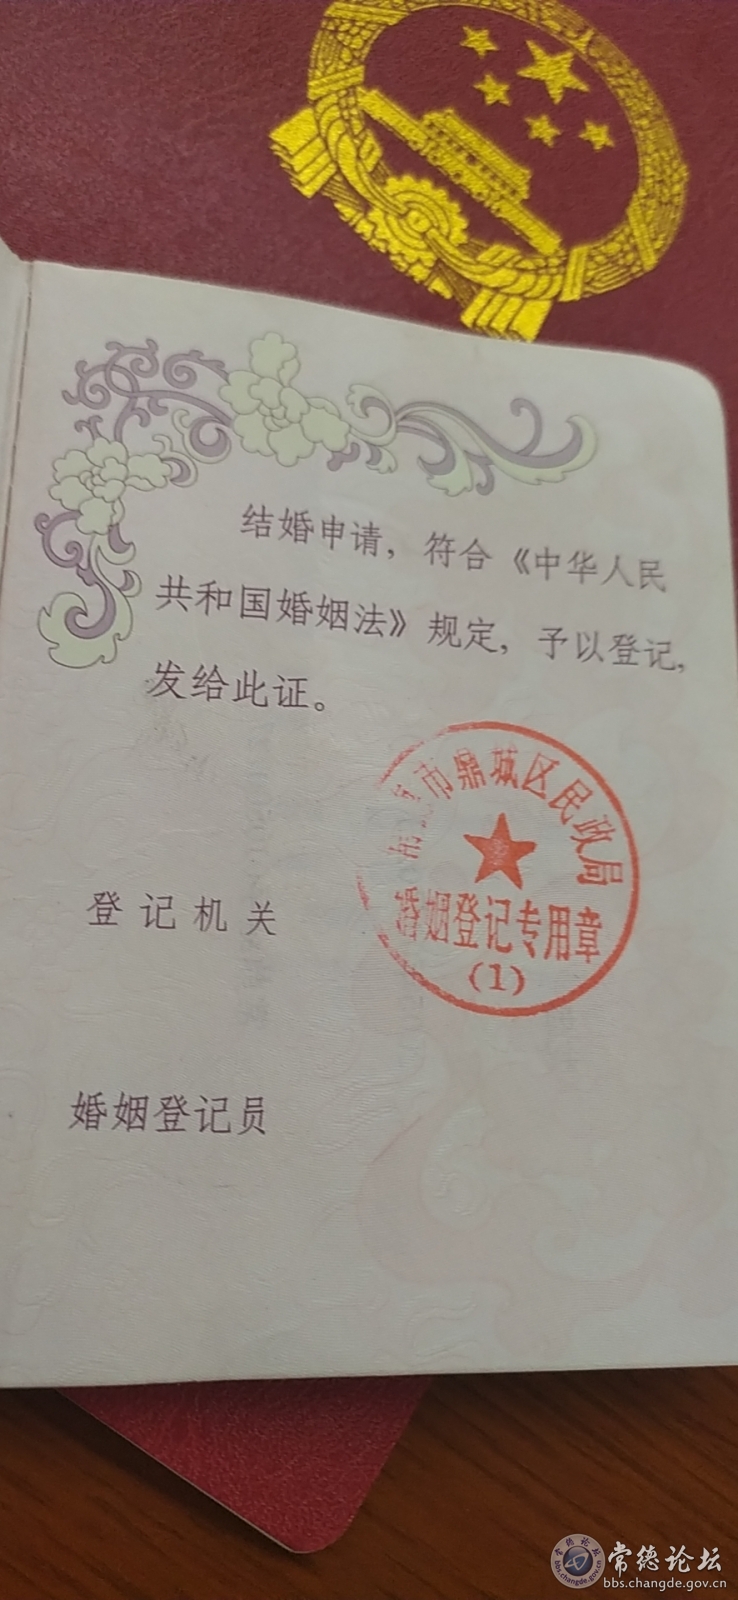 结婚申请，符合《中华人民
共和国婚姻法》规定，予以登记，
发给此证。
市鼎城区民政局
登记机关
婚姻登记专用章
(1)
婚姻登记员
常德论坛
bbs.changde.gov.cn